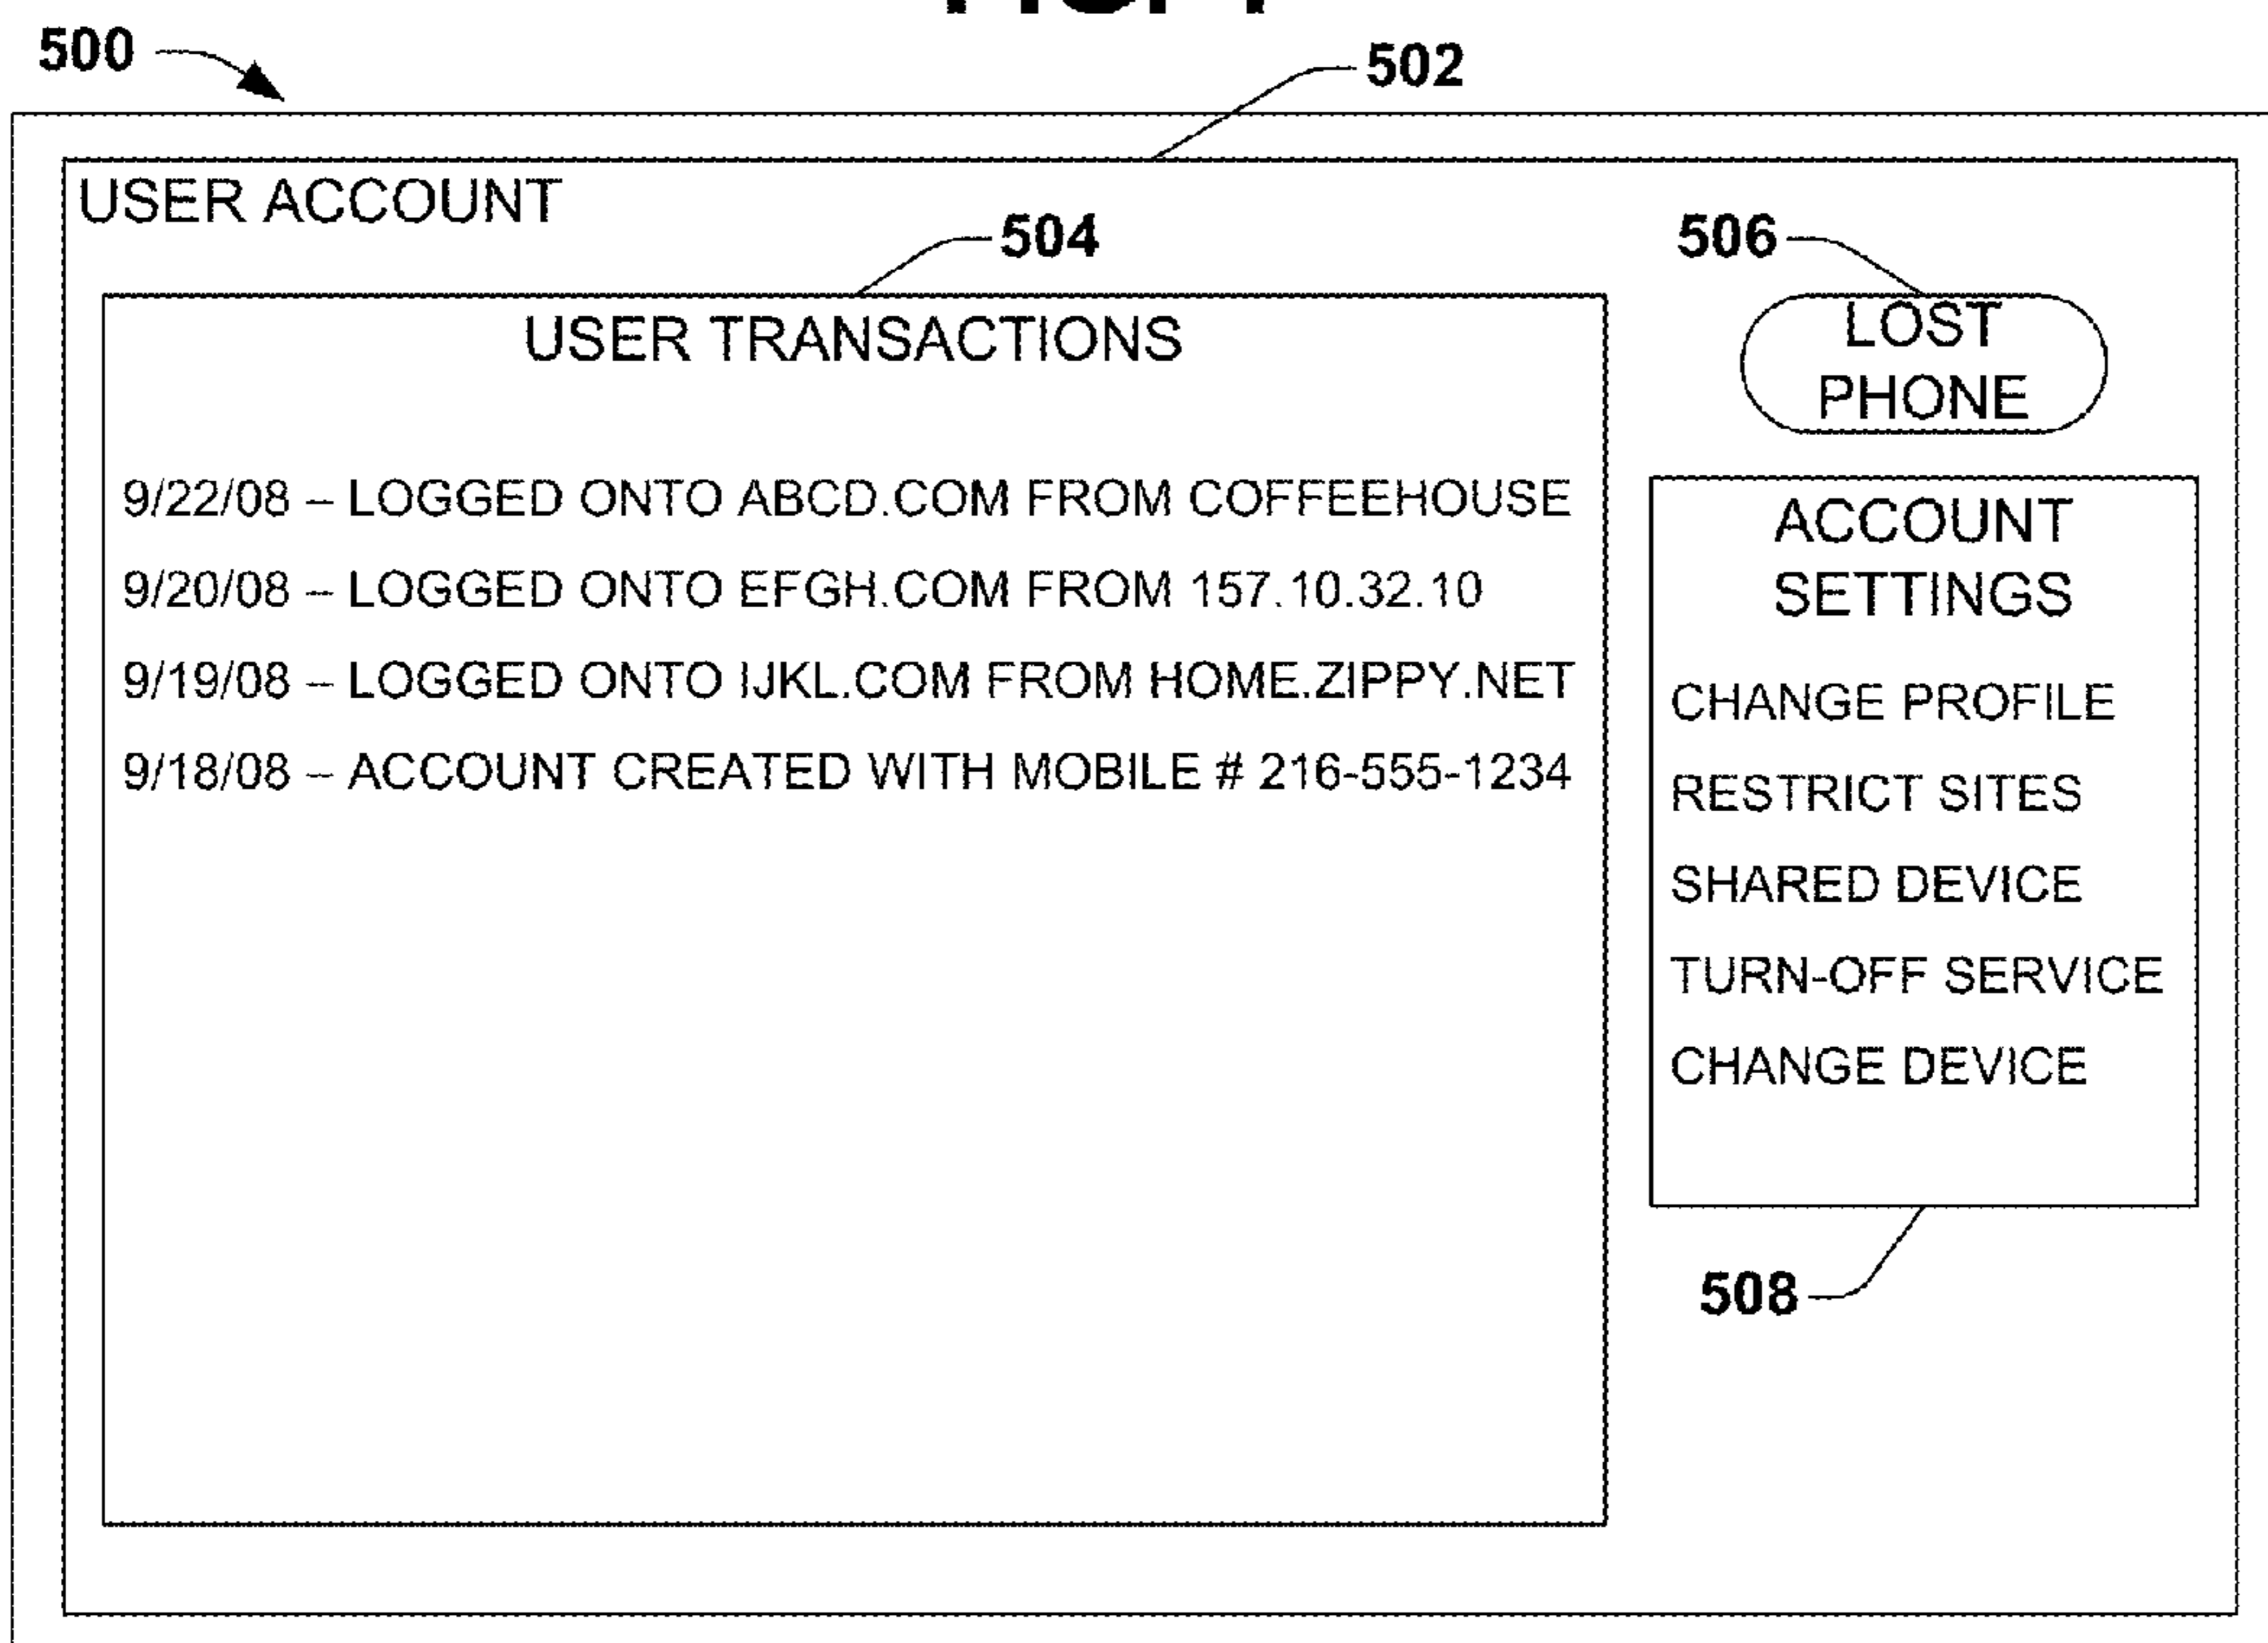 500
502
USER ACCOUNT
504
506
USER TRANSACTIONS
LOST
PHONE
9/22/08 – LOGGED ONTO ABCD.COM FROM COFFEEHOUSE
9/20/08 – LOGGED ONTO EFGH.COM FROM 157.10.32.10
9/19/08 – LOGGED ONTO IJKL.COM FROM HOME.ZIPPY.NET
9/18/08 – ACCOUNT CREATED WITH MOBILE # 216-555-1234
ACCOUNT
SETTINGS
CHANGE PROFILE
RESTRICT SITES
SHARED DEVICE
TURN-OFF SERVICE
CHANGE DEVICE
508